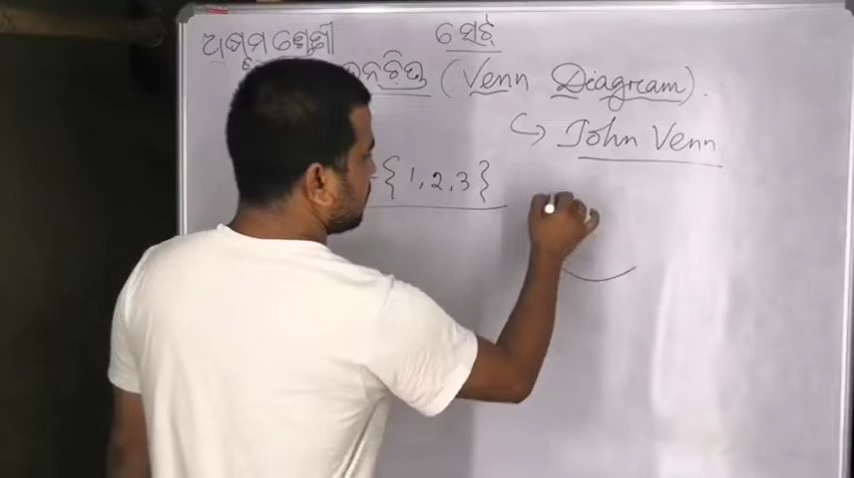 ଅଷ୍ଟମ ଶ୍ରେଣୀ ସେଟ୍
(Venn Diagram)
↳ John Venn
{1,2,3}